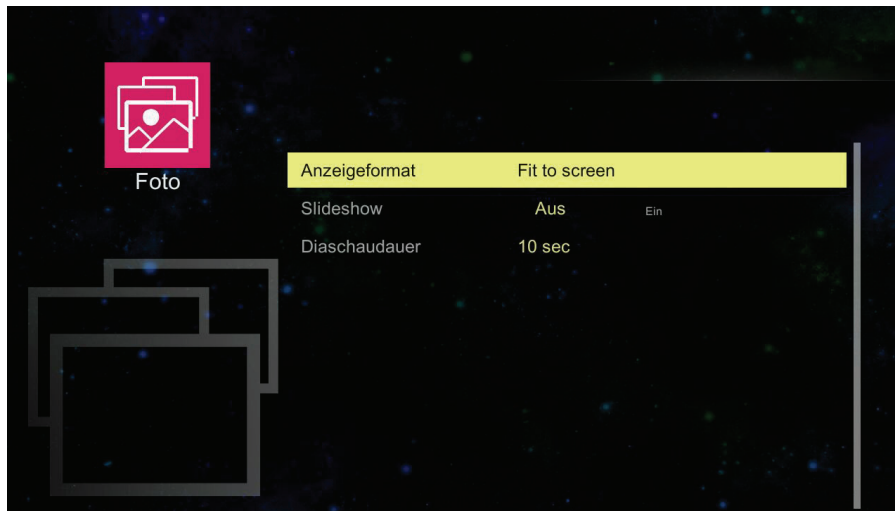 Foto
Anzeigeformat Fit to screen
Slideshow Aus Ein
Diaschaudauer 10 sec